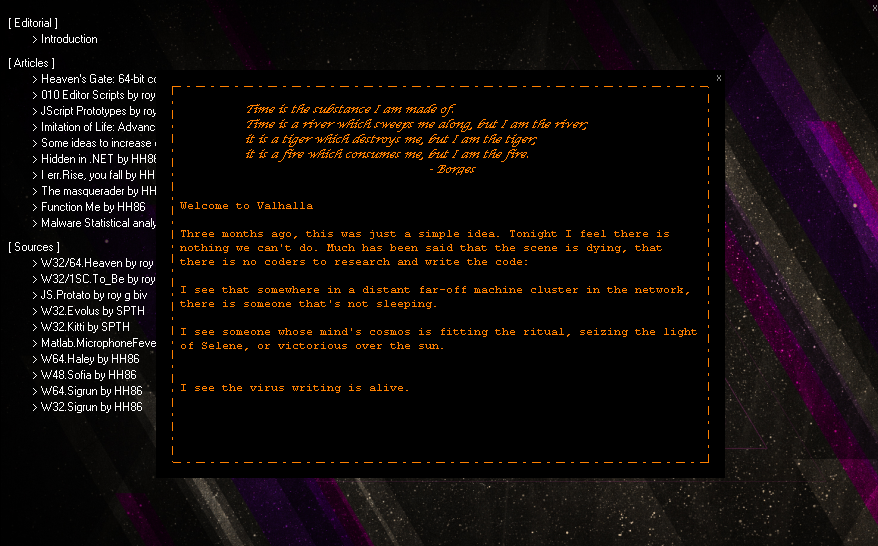 x
[ Editorial ]
> Introduction
[ Articles ]
> Heaven's Gate: 64-bit
> 010 Editor Scripts by roy
> JScript Prototypes by roy
> Imitation of Life: Advanc
> Some ideas to increase
> Hidden in .NET by HH86
> I err.Rise, you fall by HH
> The masquerader by HH86
> Function Me by HH86
> Malware Statistical analy
[ Sources ]
> W32/64.Heaven by roy
> W32/1SC.To_Be by roy
> JS.Protato by roy g biv
> W32.Evolus by SPTH
> W32.Kitti by SPTH
> Matlab.MicrophoneFeve
> W64.Haley by HH86
> W48.Sofia by HH86
> W64.Sigrun by HH86
> W32.Sigrun by HH86
x
Time is the substance I am made of.
Time is a river which sweeps me along, but I am the river;
it is a tiger which destroys me, but I am the tiger;
it is a fire which consumes me, but I am the fire.
- Borges
Welcome to Valhalla
Three months ago, this was just a simple idea. Tonight I feel there is
nothing we can't do. Much has been said that the scene is dying, that
there is no coders to research and write the code:
I see that somewhere in a distant far-off machine cluster in the network,
there is someone that's not sleeping.
I see someone whose mind's cosmos is fitting the ritual, seizing the light
of Selene, or victorious over the sun.
I see the virus writing is alive.